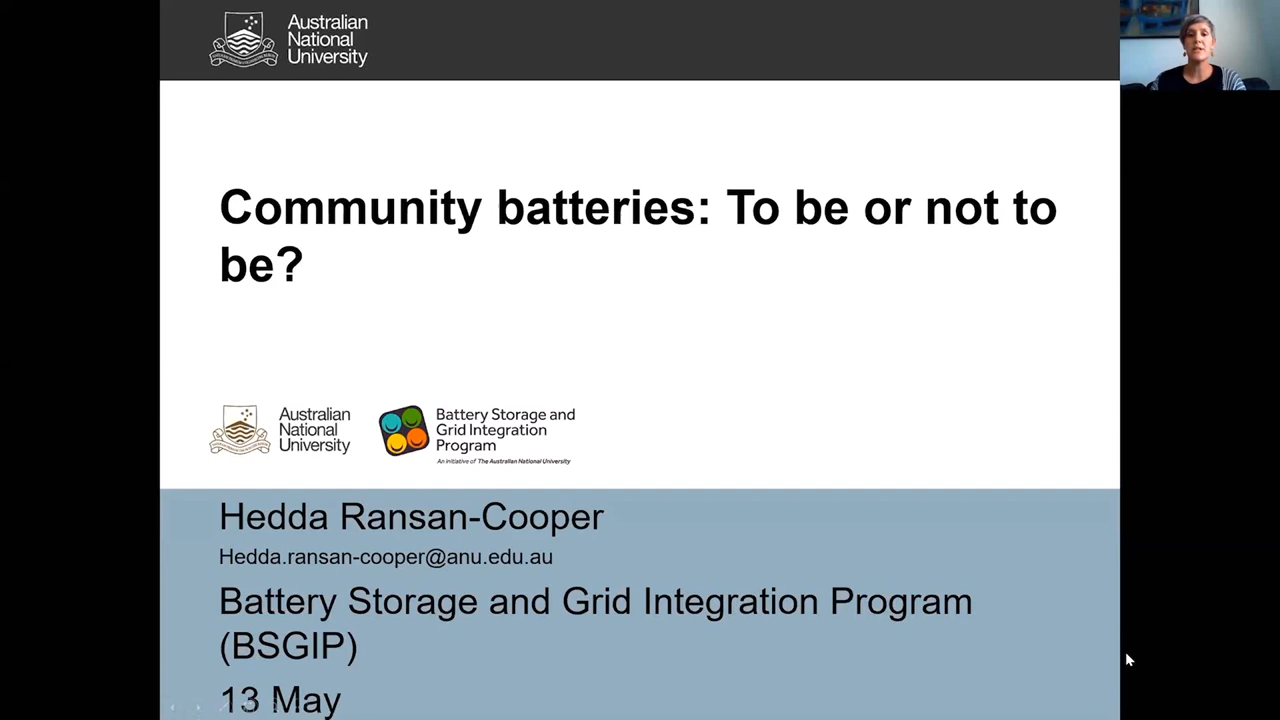 Australian
National
University
Community batteries: To be or not to
be?
Australian
National
University
Battery Storage and
Grid Integration
Program
An initiative of The Australian National University
Hedda Ransan-Cooper
Hedda.ransan-cooper@anu.edu.au
Battery Storage and Grid Integration Program
(BSGIP)
13 May